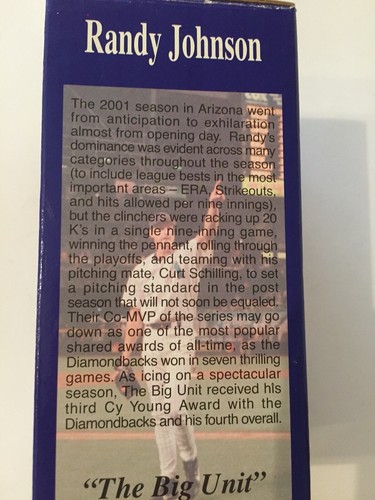 Randy Johnson
The 2001 season in Arizona went
from anticipation to exhilaration
almost from opening day. Randy's
dominance was evident across many
categories throughout the season
(to include league bests in the most
important areas – ERA, Strikeouts,
and hits allowed per nine innings),
but the clinchers were racking up 20
K's in a single nine-inning game,
winning the pennant, rolling through
the playoffs, and teaming with his
pitching mate, Curt Schilling, to set
a pitching standard in the post
season that will not soon be equaled.
Their Co-MVP of the series may go
down as one of the most popular
shared awards of all-time, as the
Diamondbacks won in seven thrilling
games. As icing on a spectacular
season, The Big Unit received hIs
third Cy Young Award with the
Diamondbacks and his fourth overall.
"The Big Unit"